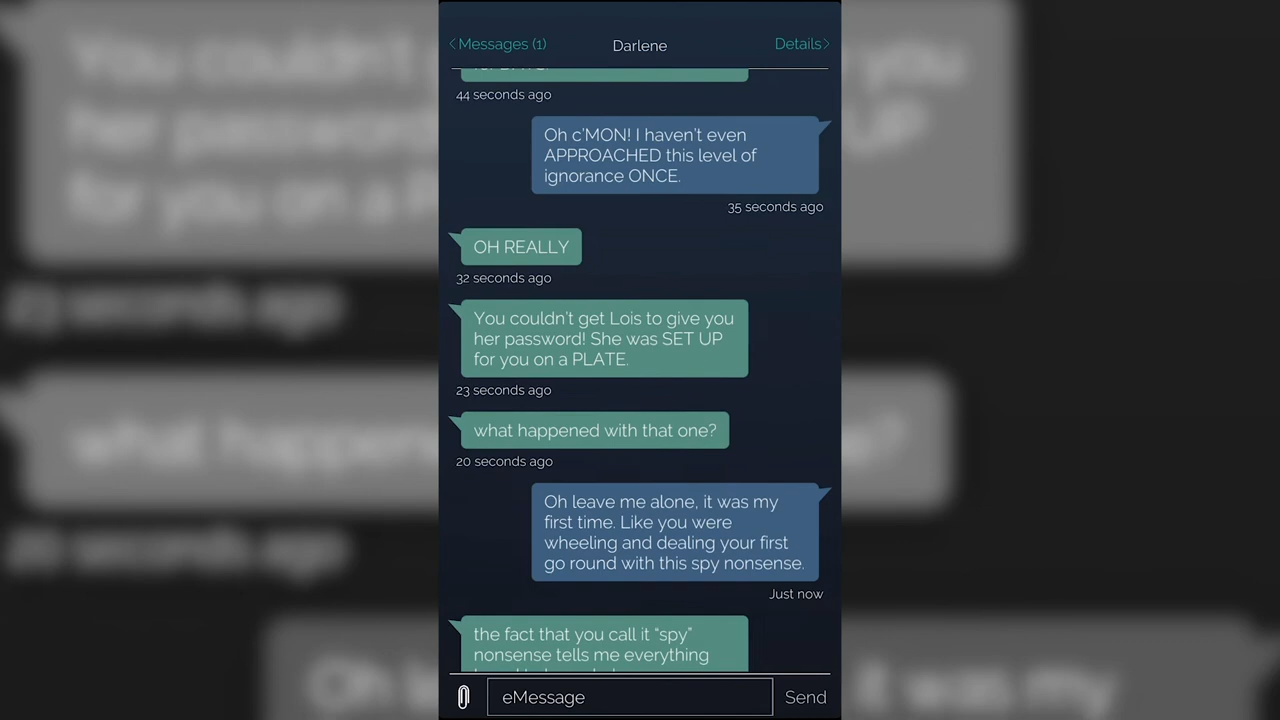 Messages (1)
Darlene
Details
44 seconds ago
Oh c'MON! I haven't even
APPROACHED this level of
ignorance ONCE.
35 seconds ago
OH REALLY
32 seconds ago
You couldn't get Lois to give you
her password! She was SET UP
for you on a PLATE.
23 seconds ago
what happened with that one?
20 seconds ago
Oh leave me alone, it was my
first time. Like you were
wheeling and dealing your first
go round with this spy nonsense.
Just now
the fact that you call it “spy”
nonsense tells me everything
eMessage
Send